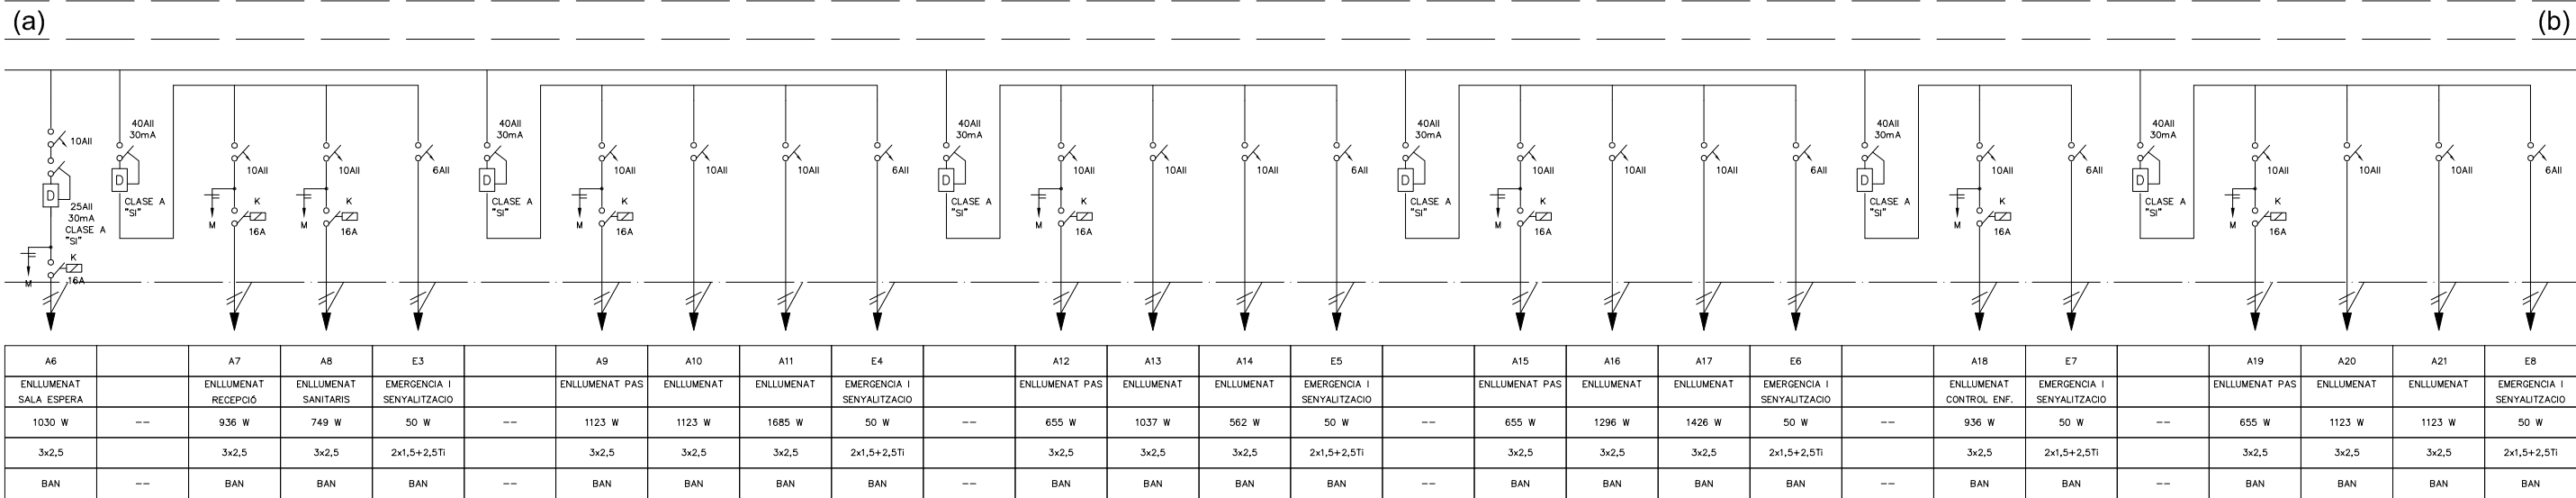 (a)
(b)
10AII
25AII
30mA
CLASE A
"SI"
M
K
16A
40AII
30mA
D
D
CLASE A
"SI"
10AII
M
K
16A
10AII
M
K
16A
6AII
40AII
30mA
D
CLASE A
"SI"
10AII
M
K
16A
10AII
10AII
6AII
40AII
30mA
D
CLASE A
"SI"
10AII
M
K
16A
10AII
10AII
6AII
40AII
30mA
D
CLASE A
"SI"
10AII
M
K
16A
10AII
10AII
6AII
40AII
30mA
D
CLASE A
"SI"
10AII
M
K
16A
6AII
40AII
30mA
D
CLASE A
"SI"
10AII
M
K
16A
10AII
10AII
6AII
A6 A7 A8 E3 A9 A10 A11 E4 A12 A13 A14 E5 A15 A16 A17 E6 A18 E7 A19 A20 A21 E8
ENLLUMENAT ENLLUMENAT ENLLUMENAT EMERGENCIA I ENLLUMENAT PAS ENLLUMENAT ENLLUMENAT EMERGENCIA I ENLLUMENAT PAS ENLLUMENAT ENLLUMENAT EMERGENCIA I ENLLUMENAT PAS ENLLUMENAT ENLLUMENAT EMERGENCIA I ENLLUMENAT EMERGENCIA I ENLLUMENAT PAS ENLLUMENAT ENLLUMENAT EMERGENCIA I
SALA ESPERA RECEPCIÓ SANITARIS SENYALITZACIO SENYALITZACIO SENYALITZACIO SENYALITZACIO CONTROL ENF. SENYALITZACIO SENYALITZACIO
1030 W -- 936 W 749 W 50 W -- 1123 W 1123 W 1685 W 50 W -- 655 W 1037 W 562 W 50 W -- 655 W 1296 W 1426 W 50 W -- 936 W 50 W -- 655 W 1123 W 1123 W 50 W
3x2,5 3x2,5 3x2,5 2x1,5+2,5Ti 3x2,5 3x2,5 3x2,5 2x1,5+2,5Ti 3x2,5 3x2,5 3x2,5 2x1,5+2,5Ti 3x2,5 3x2,5 3x2,5 2x1,5+2,5Ti 3x2,5 2x1,5+2,5Ti 3x2,5 3x2,5 3x2,5 2x1,5+2,5Ti
BAN -- BAN BAN BAN -- BAN BAN BAN BAN -- BAN BAN BAN BAN -- BAN BAN BAN BAN -- BAN BAN -- BAN BAN BAN BAN